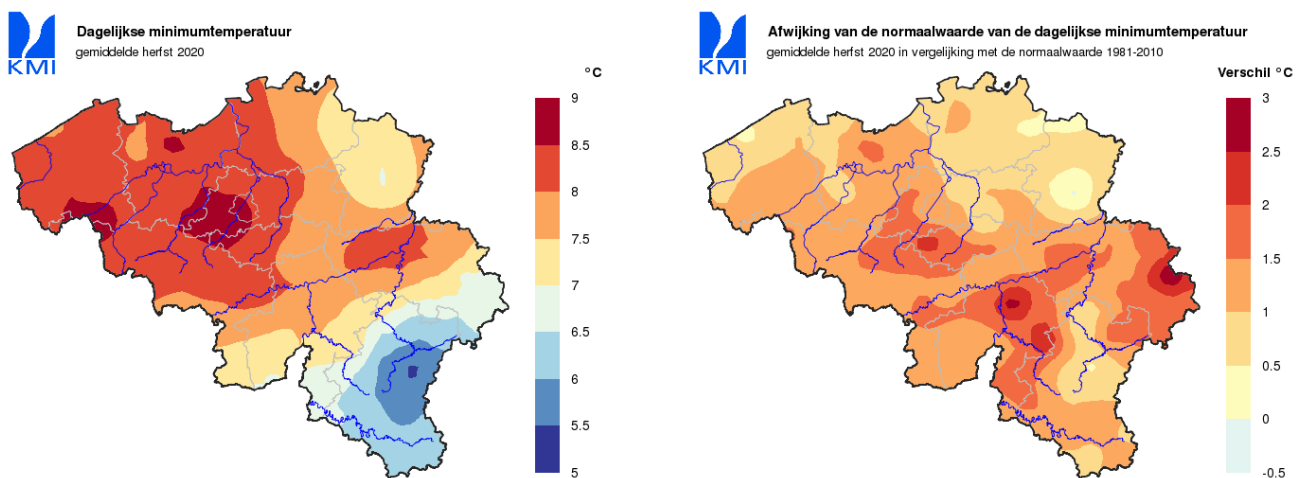 KMI
Dagelijkse minimumtemperatuur
gemiddelde herfst 2020
°C
9
8.5
8
7.5
7
6.5
6
5.5
5
KMI
Afwijking van de normaalwaarde van de dagelijkse minimumtemperatuur
gemiddelde herfst 2020 in vergelijking met de normaalwaarde 1981-2010
Verschil °C
3
2.5
2
1.5
1
0.5
0
-0.5